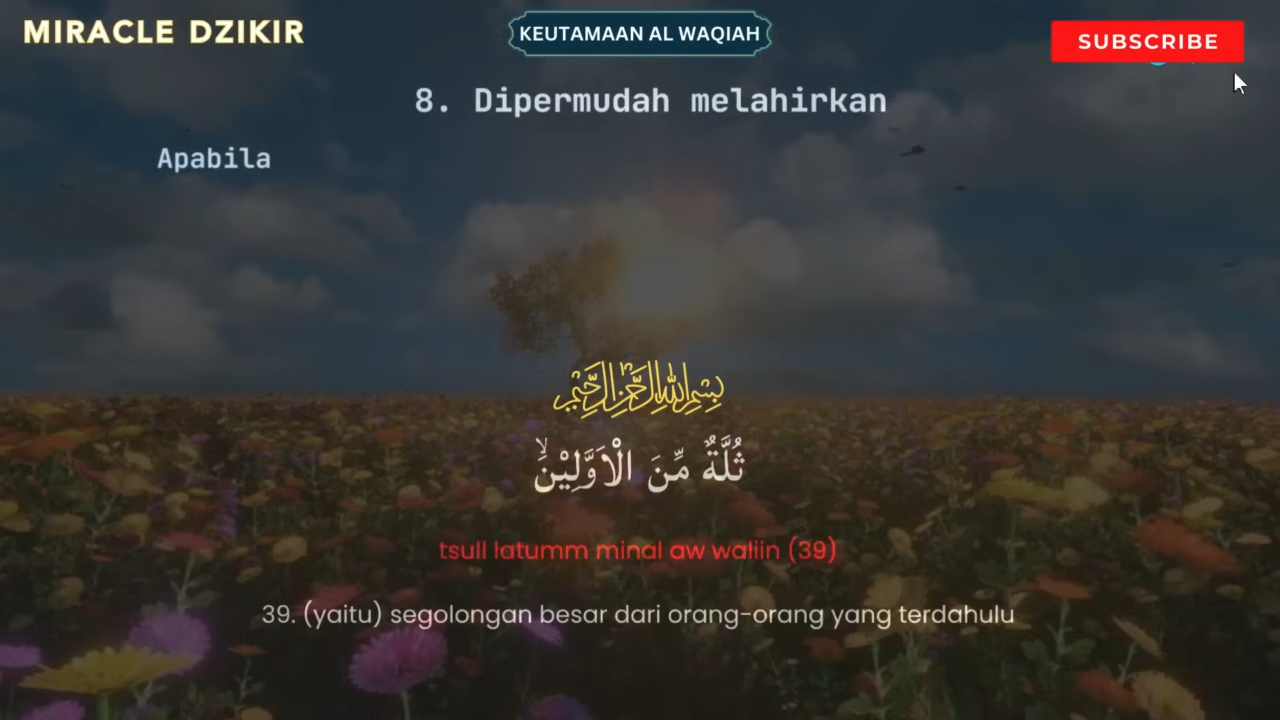 MIRACLE DZIKIR
KEUTAMAAN AL WAQIAH
SUBSCRIBE
8. Dipermudah melahirkan
Apabila
بِسْمِ اللهِ الرَّحْمٰنِ الرَّحِيْمِ
ثُلَّةٌ مِّنَ الْاَوَّلِيْنَۙ
tsull latumm minal aw waliin (39)
39. (yaitu) segolongan besar dari orang-orang yang terdahulu